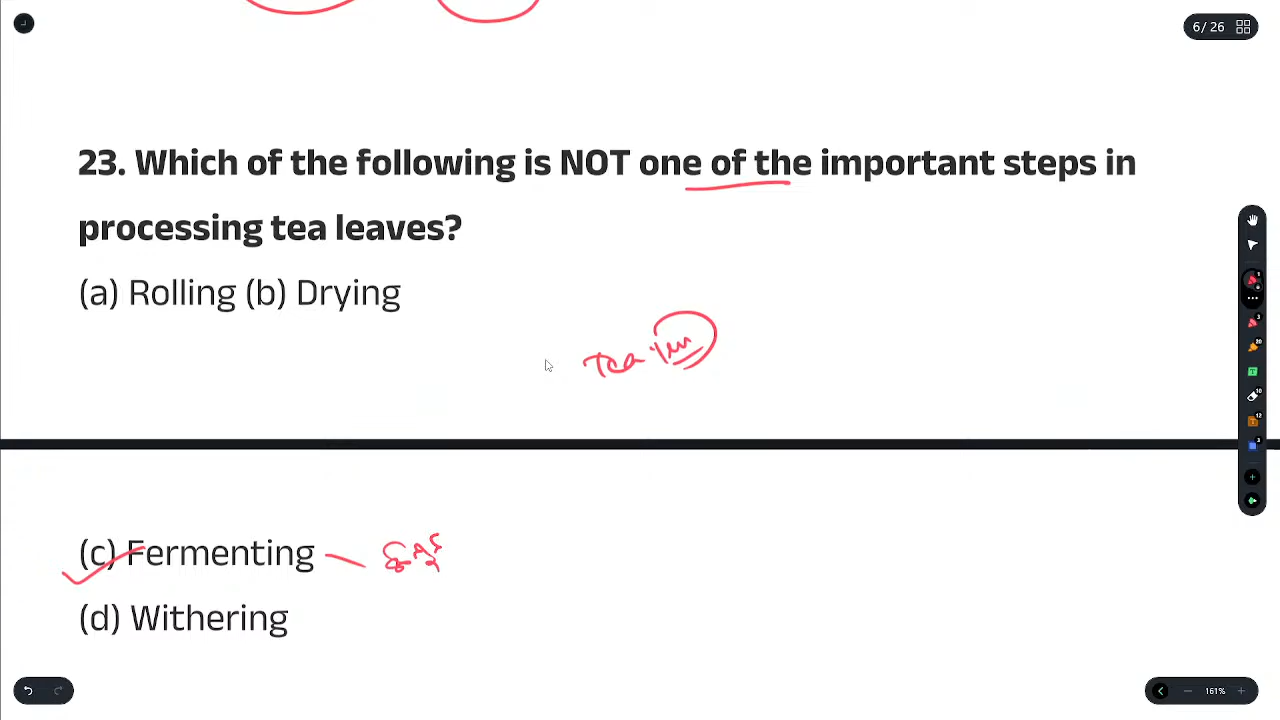 6 / 26
23. Which of the following is NOT one of the important steps in
processing tea leaves?
(a) Rolling (b) Drying
Tea
(c) Fermenting
(d) Withering
161%